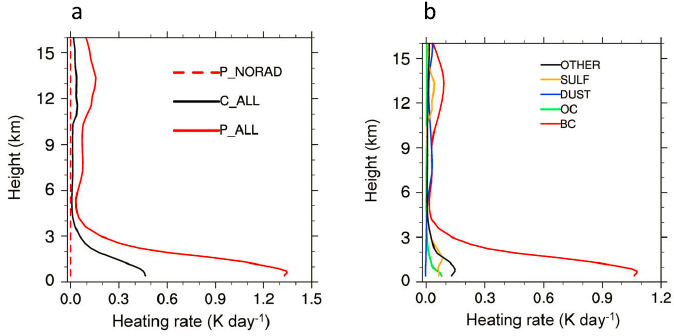 a
Height (km)
15
12
9
6
3
0
P_NORAD
C_ALL
P_ALL
0.0 0.3 0.6 0.9 1.2 1.5
Heating rate (K day⁻¹)
b
Height (km)
15
12
9
6
3
0
OTHER
SULF
DUST
OC
BC
0.0 0.3 0.6 0.9 1.2
Heating rate (K day⁻¹)